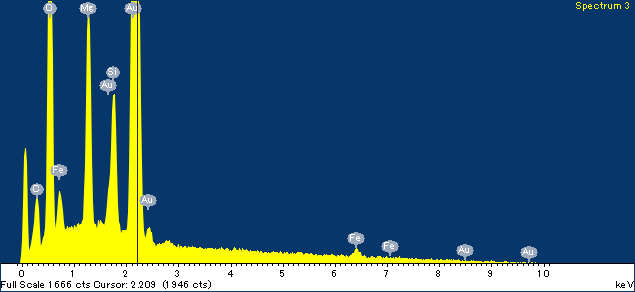 Spectrum 3
O Mg Au
Si
Au
Fe
O
Au
Fe Fe Au Au
0 1 2 3 4 5 6 7 8 9 10
Full Scale 1666 cts Cursor: 2.209 (1946 cts) keV